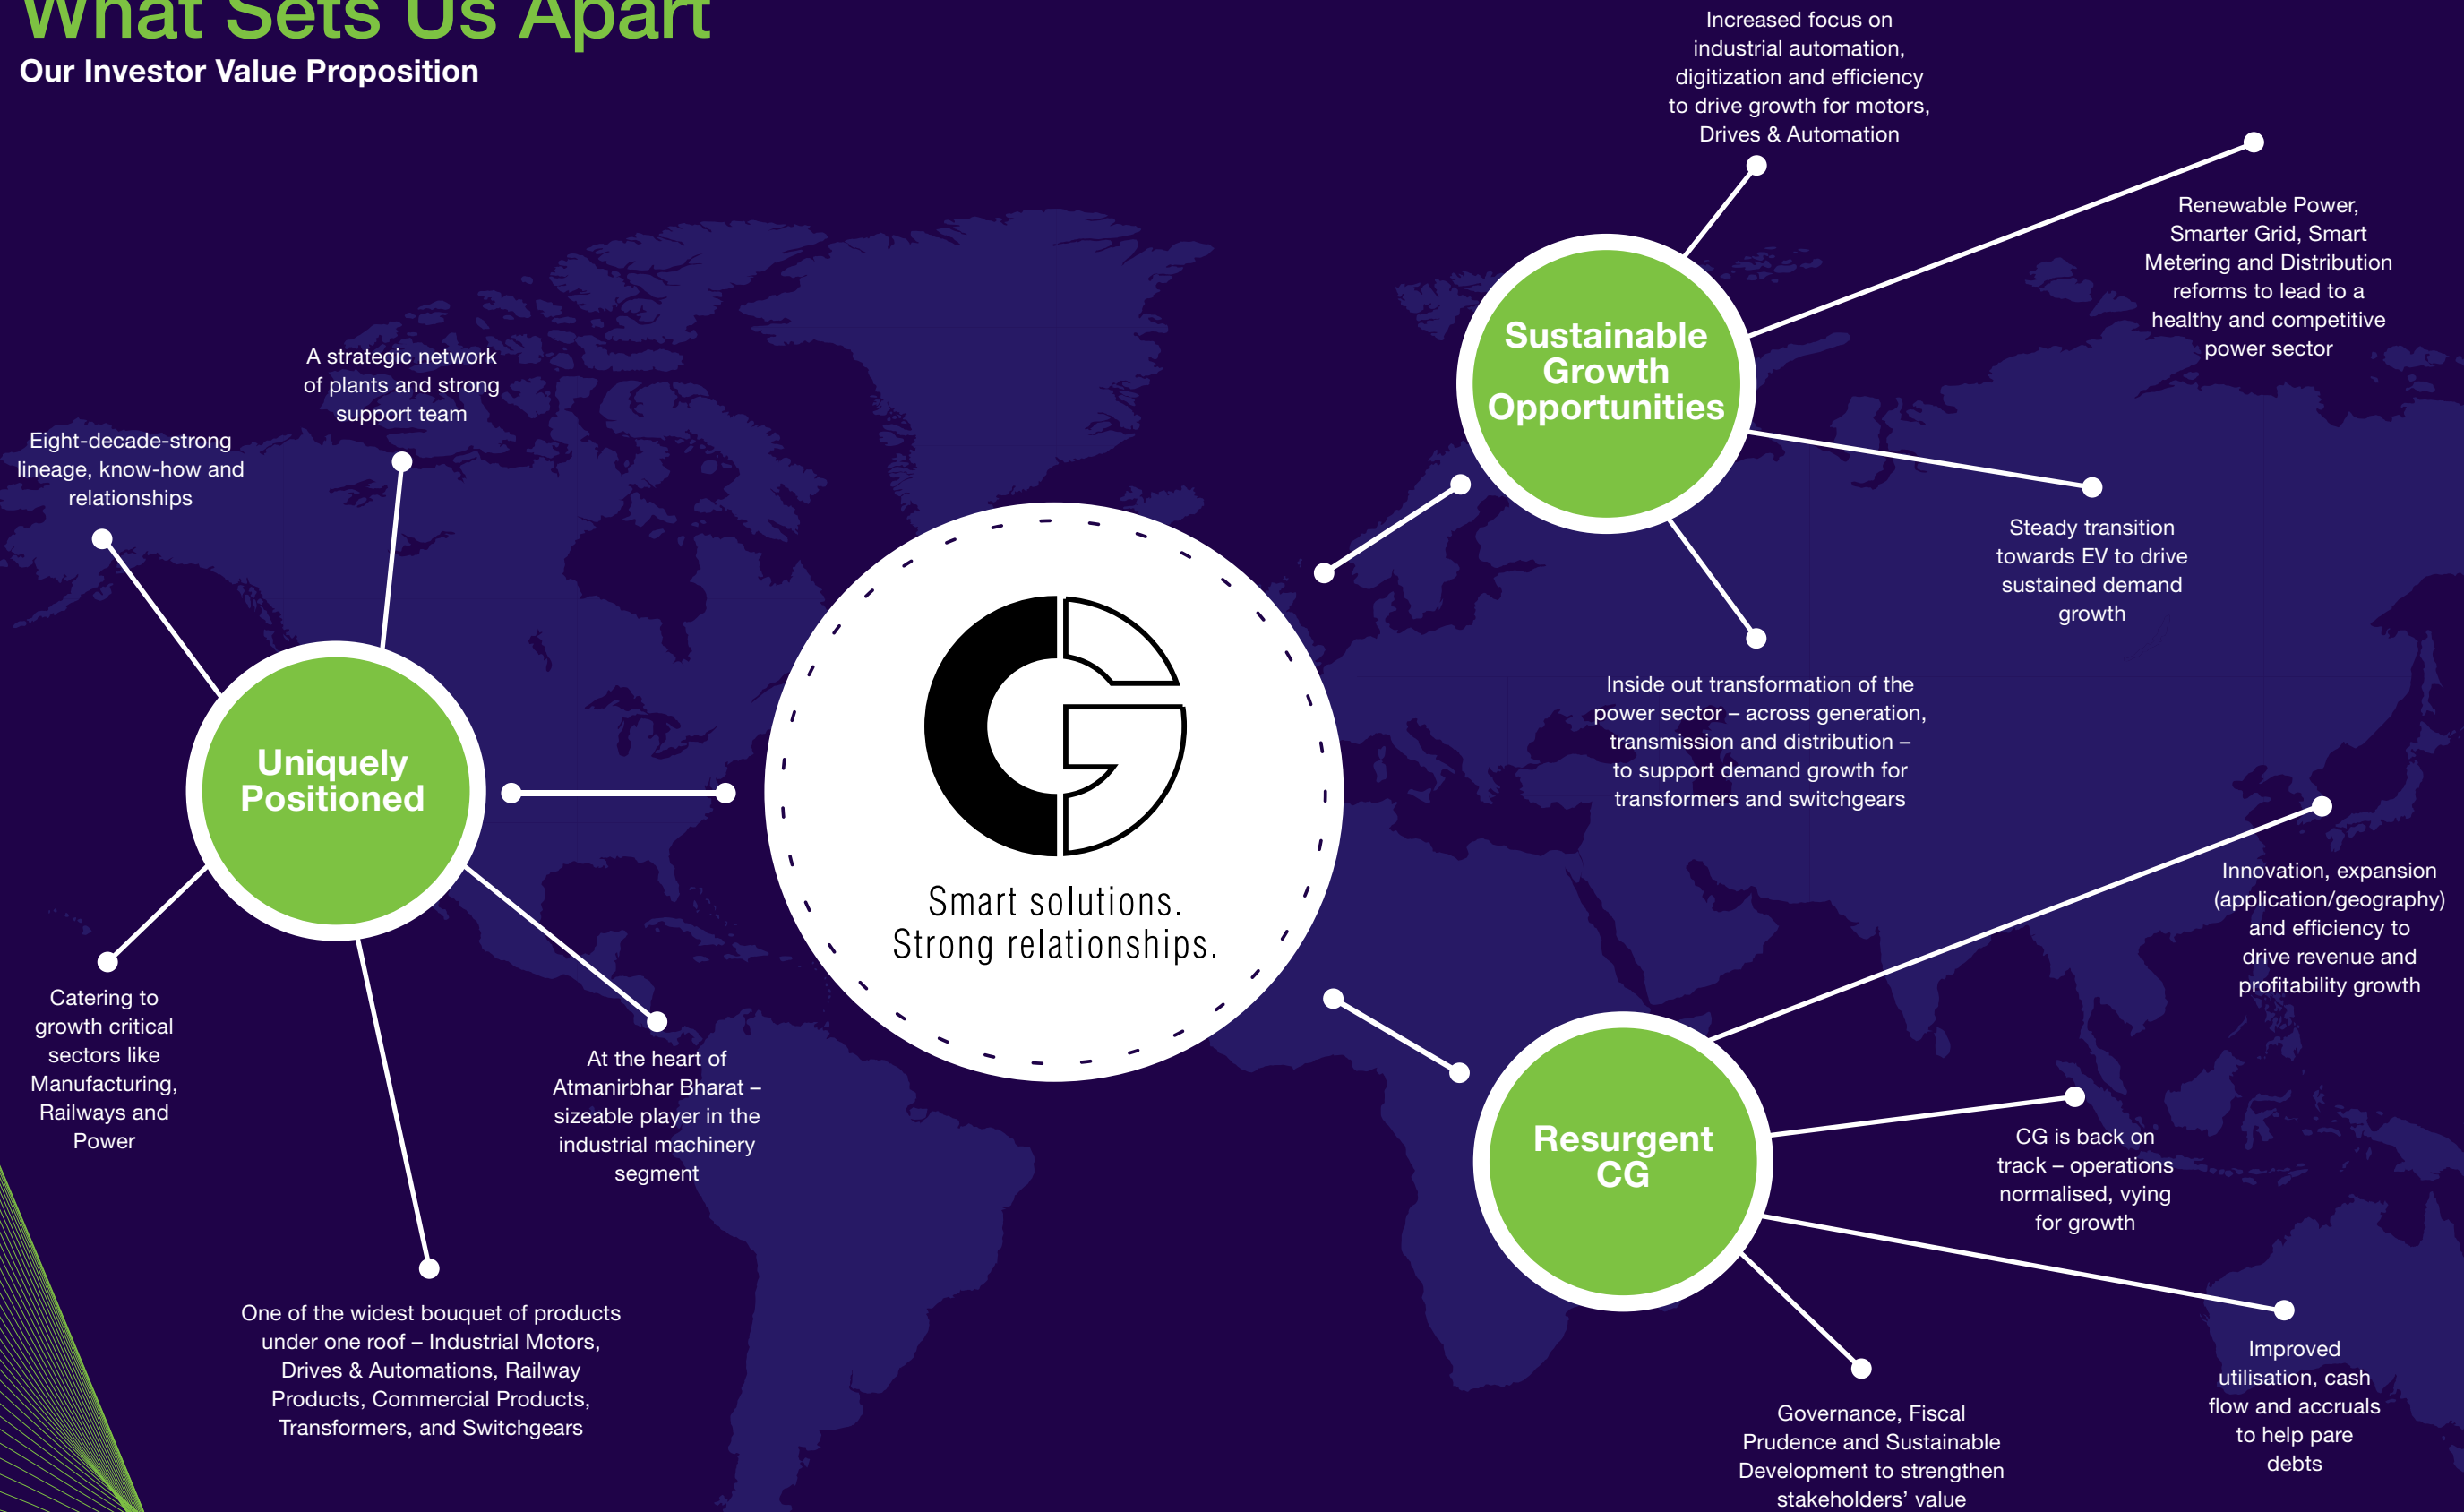 What Sets Us Apart
Our Investor Value Proposition
Eight-decade-strong
lineage, know-how and
relationships
A strategic network
of plants and strong
support team
Uniquely
Positioned
Catering to
growth critical
sectors like
Manufacturing,
Railways and
Power
One of the widest bouquet of products
under one roof – Industrial Motors,
Drives & Automations, Railway
Products, Commercial Products,
Transformers, and Switchgears
At the heart of
Atmanirbhar Bharat –
sizeable player in the
industrial machinery
segment
CG
Smart solutions.
Strong relationships.
Increased focus on
industrial automation,
digitization and efficiency
to drive growth for motors,
Drives & Automation
Sustainable
Growth
Opportunities
Renewable Power,
Smarter Grid, Smart
Metering and Distribution
reforms to lead to a
healthy and competitive
power sector
Steady transition
towards EV to drive
sustained demand
growth
Inside out transformation of the
power sector – across generation,
transmission and distribution –
to support demand growth for
transformers and switchgears
Resurgent
CG
Innovation, expansion
(application/geography)
and efficiency to
drive revenue and
profitability growth
CG is back on
track – operations
normalised, vying
for growth
Improved
utilisation, cash
flow and accruals
to help pare
debts
Governance, Fiscal
Prudence and Sustainable
Development to strengthen
stakeholders’ value